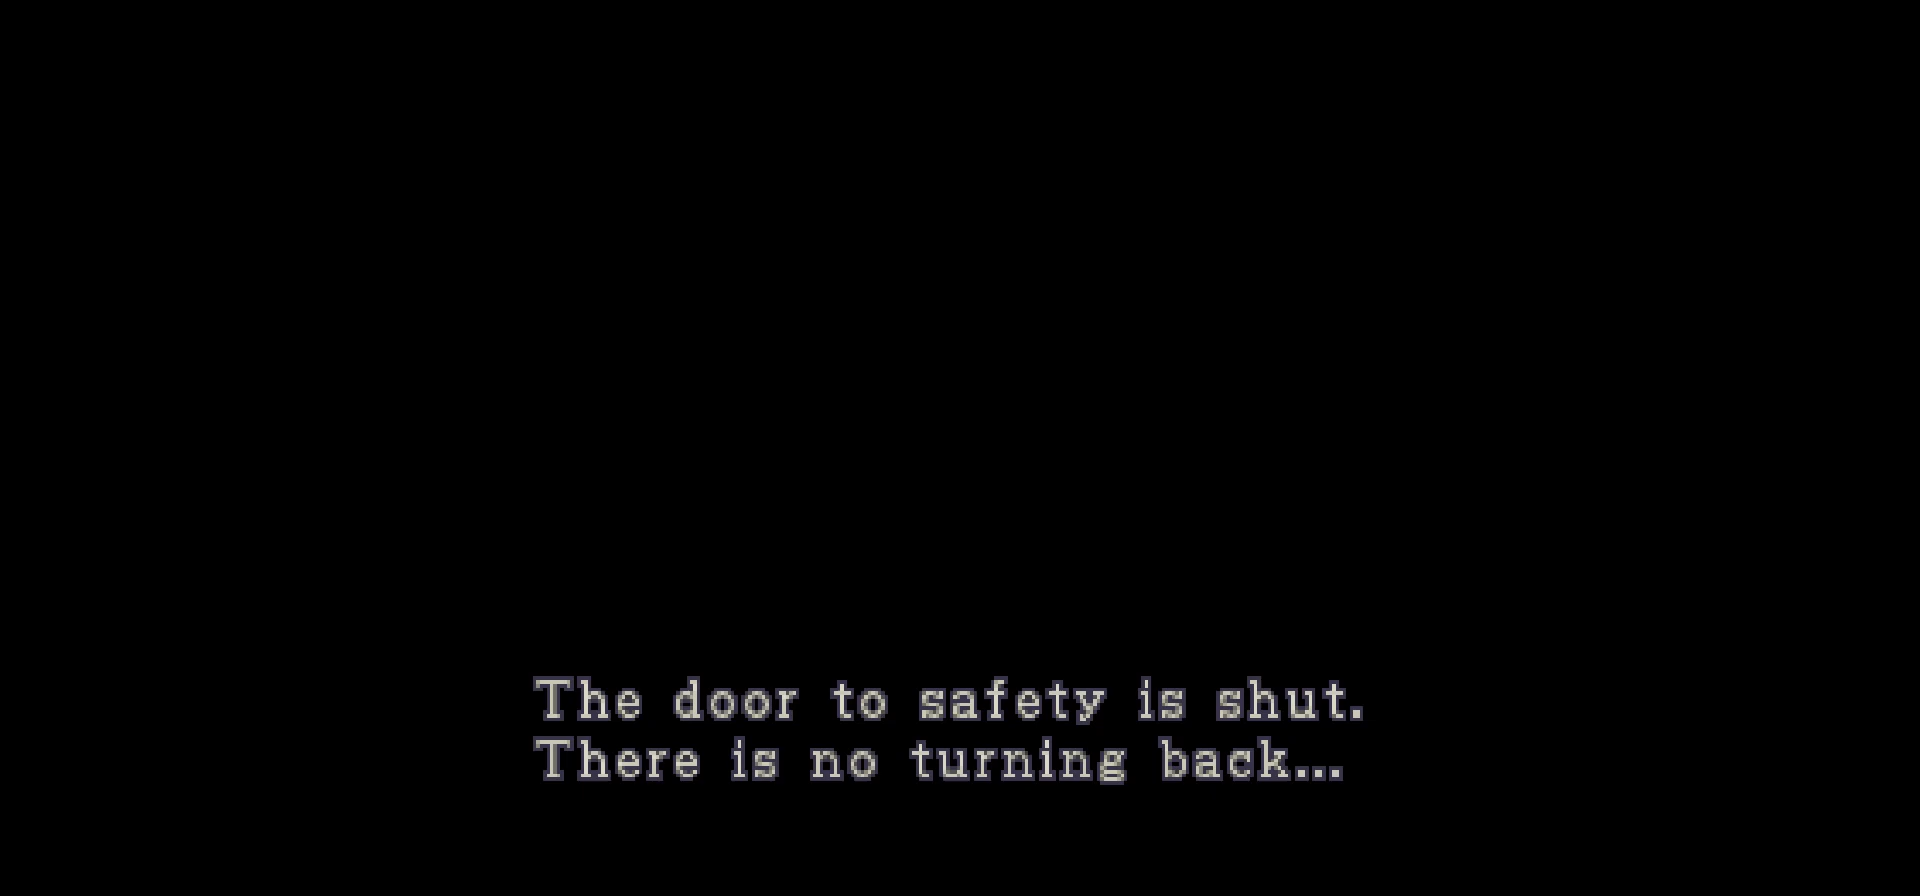 The door to safety is shut.
There is no turning back...